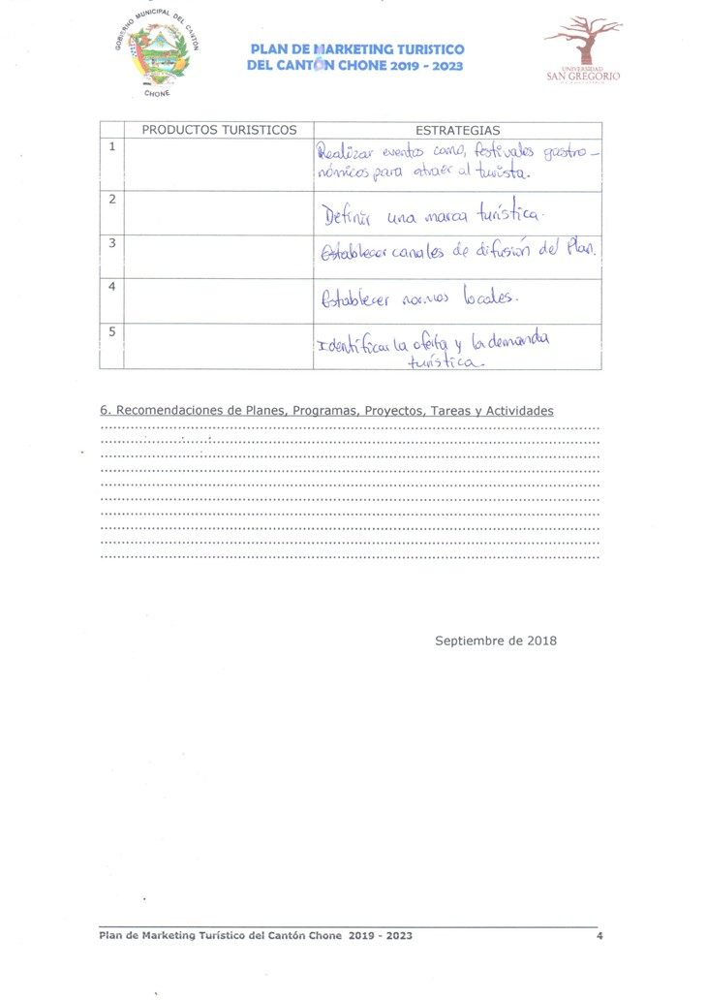 GOBIERNO MUNICIPAL DEL CANTÓN
CHONE
PLAN DE MARKETING TURISTICO
DEL CANTÓN CHONE 2019 - 2023
UNIVERSIDAD
SAN GREGORIO
DE PORTOVIEJO
PRODUCTOS TURISTICOS ESTRATEGIAS
1 Realizar eventos como, festivales gastro-
nómicos para atraer al turista.
2 Definir una marca turística.
3 Establecer canales de difusión del Plan.
4 Establecer normas locales.
5 Identificar la oferta y la demanda
turística.
6. Recomendaciones de Planes, Programas, Proyectos, Tareas y Actividades
Septiembre de 2018
Plan de Marketing Turístico del Cantón Chone 2019 - 2023 4